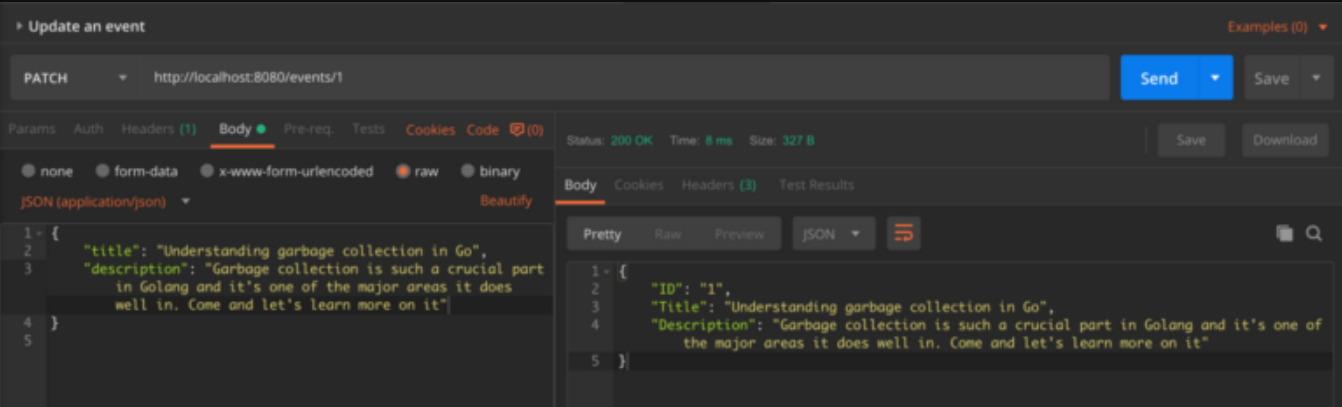 Update an event
Examples (0)
PATCH http://localhost:8080/events/1 Send Save
Params Auth Headers (1) Body Pre-req. Tests Cookies Code (0)
none form-data x-www-form-urlencoded raw binary
JSON (application/json) Beautify
1 {
2 "title": "Understanding garbage collection in Go",
3 "description": "Garbage collection is such a crucial part
in Golang and it's one of the major areas it does
well in. Come and let's learn more on it"
4 }
5
Status: 200 OK Time: 8 ms Size: 327 B Save Download
Body Cookies Headers (3) Test Results
Pretty Raw Preview JSON
1 {
2 "ID": "1",
3 "Title": "Understanding garbage collection in Go",
4 "Description": "Garbage collection is such a crucial part in Golang and it's one of
the major areas it does well in. Come and let's learn more on it"
5 }